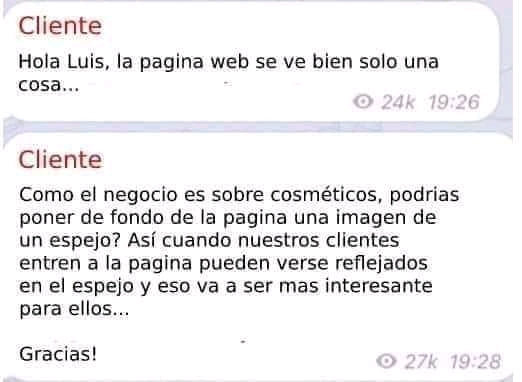 Cliente
Hola Luis, la pagina web se ve bien solo una
cosa...
24k 19:26
Cliente
Como el negocio es sobre cosméticos, podrias
poner de fondo de la pagina una imagen de
un espejo? Así cuando nuestros clientes
entren a la pagina pueden verse reflejados
en el espejo y eso va a ser mas interesante
para ellos...
Gracias!
27k 19:28